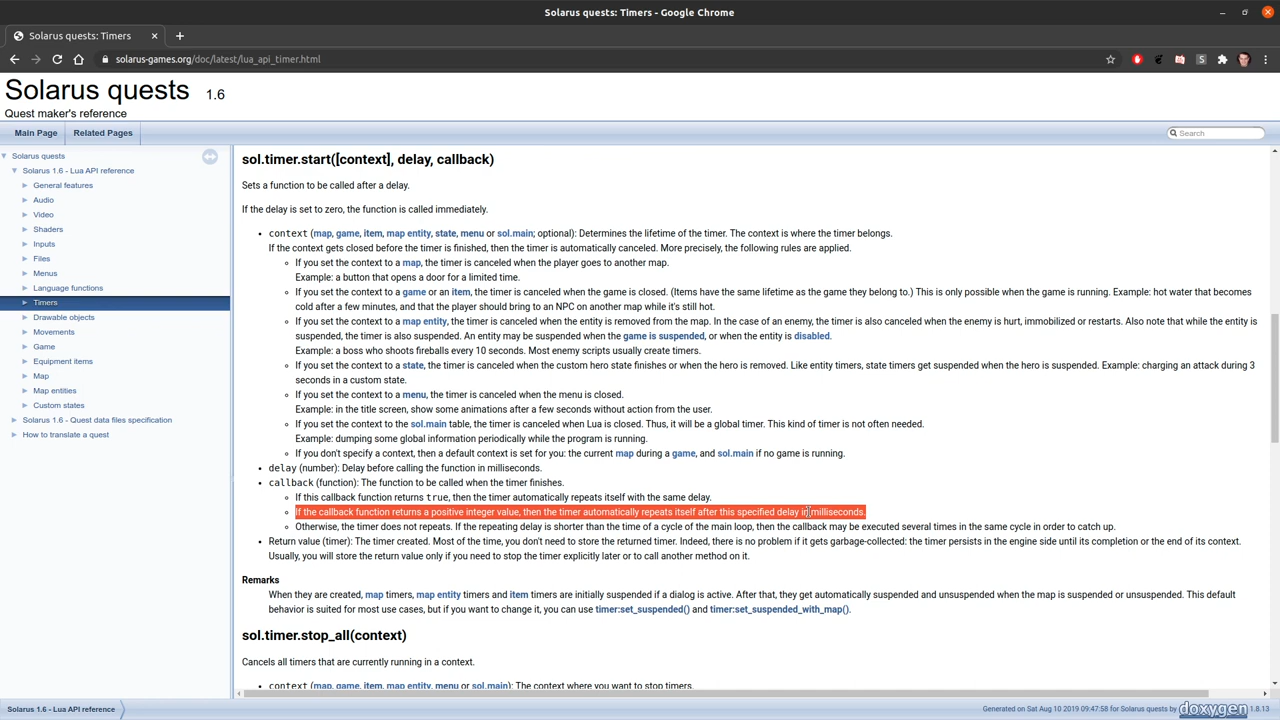 Solarus quests: Timers - Google Chrome
Solarus quests: Timers
solarus-games.org/doc/latest/lua_api_timer.html
Solarus quests 1.6
Quest maker's reference
Main Page Related Pages Search
Solarus quests
Solarus 1.6 - Lua API reference
General features
Audio
Video
Shaders
Inputs
Files
Menus
Language functions
Timers
Drawable objects
Movements
Game
Equipment items
Map
Map entities
Custom states
Solarus 1.6 - Quest data files specification
How to translate a quest
sol.timer.start([context], delay, callback)
Sets a function to be called after a delay.
If the delay is set to zero, the function is called immediately.
context (map, game, item, map entity, state, menu or sol.main; optional): Determines the lifetime of the timer. The context is where the timer belongs.
If the context gets closed before the timer is finished, then the timer is automatically canceled. More precisely, the following rules are applied.
If you set the context to a map, the timer is canceled when the player goes to another map.
Example: a button that opens a door for a limited time.
If you set the context to a game or an item, the timer is canceled when the game is closed. (Items have the same lifetime as the game they belong to.) This is only possible when the game is running. Example: hot water that becomes
cold after a few minutes, and that the player should bring to an NPC on another map while it's still hot.
If you set the context to a map entity, the timer is canceled when the entity is removed from the map. In the case of an enemy, the timer is also canceled when the enemy is hurt, immobilized or restarts. Also note that while the entity is
suspended, the timer is also suspended. An entity may be suspended when the game is suspended, or when the entity is disabled.
Example: a boss who shoots fireballs every 10 seconds. Most enemy scripts usually create timers.
If you set the context to a state, the timer is canceled when the custom hero state finishes or when the hero is removed. Like entity timers, state timers get suspended when the hero is suspended. Example: charging an attack during 3
seconds in a custom state.
If you set the context to a menu, the timer is canceled when the menu is closed.
Example: in the title screen, show some animations after a few seconds without action from the user.
If you set the context to the sol.main table, the timer is canceled when Lua is closed. Thus, it will be a global timer. This kind of timer is not often needed.
Example: dumping some global information periodically while the program is running.
If you don't specify a context, then a default context is set for you: the current map during a game, and sol.main if no game is running.
delay (number): Delay before calling the function in milliseconds.
callback (function): The function to be called when the timer finishes.
If this callback function returns true, then the timer automatically repeats itself with the same delay.
If the callback function returns a positive integer value, then the timer automatically repeats itself after this specified delay in milliseconds.
Otherwise, the timer does not repeats. If the repeating delay is shorter than the time of a cycle of the main loop, then the callback may be executed several times in the same cycle in order to catch up.
Return value (timer): The timer created. Most of the time, you don't need to store the returned timer. Indeed, there is no problem if it gets garbage-collected: the timer persists in the engine side until its completion or the end of its context.
Usually, you will store the return value only if you need to stop the timer explicitly later or to call another method on it.
Remarks
When they are created, map timers, map entity timers and item timers are initially suspended if a dialog is active. After that, they get automatically suspended and unsuspended when the map is suspended or unsuspended. This default
behavior is suited for most use cases, but if you want to change it, you can use timer:set_suspended() and timer:set_suspended_with_map().
sol.timer.stop_all(context)
Cancels all timers that are currently running in a context.
context (map, game, item, map entity, menu or sol.main): The context where you want to stop timers.
Solarus 1.6 - Lua API reference
Generated on Sat Aug 10 2019 09:47:58 for Solarus quests by doxygen 1.8.13